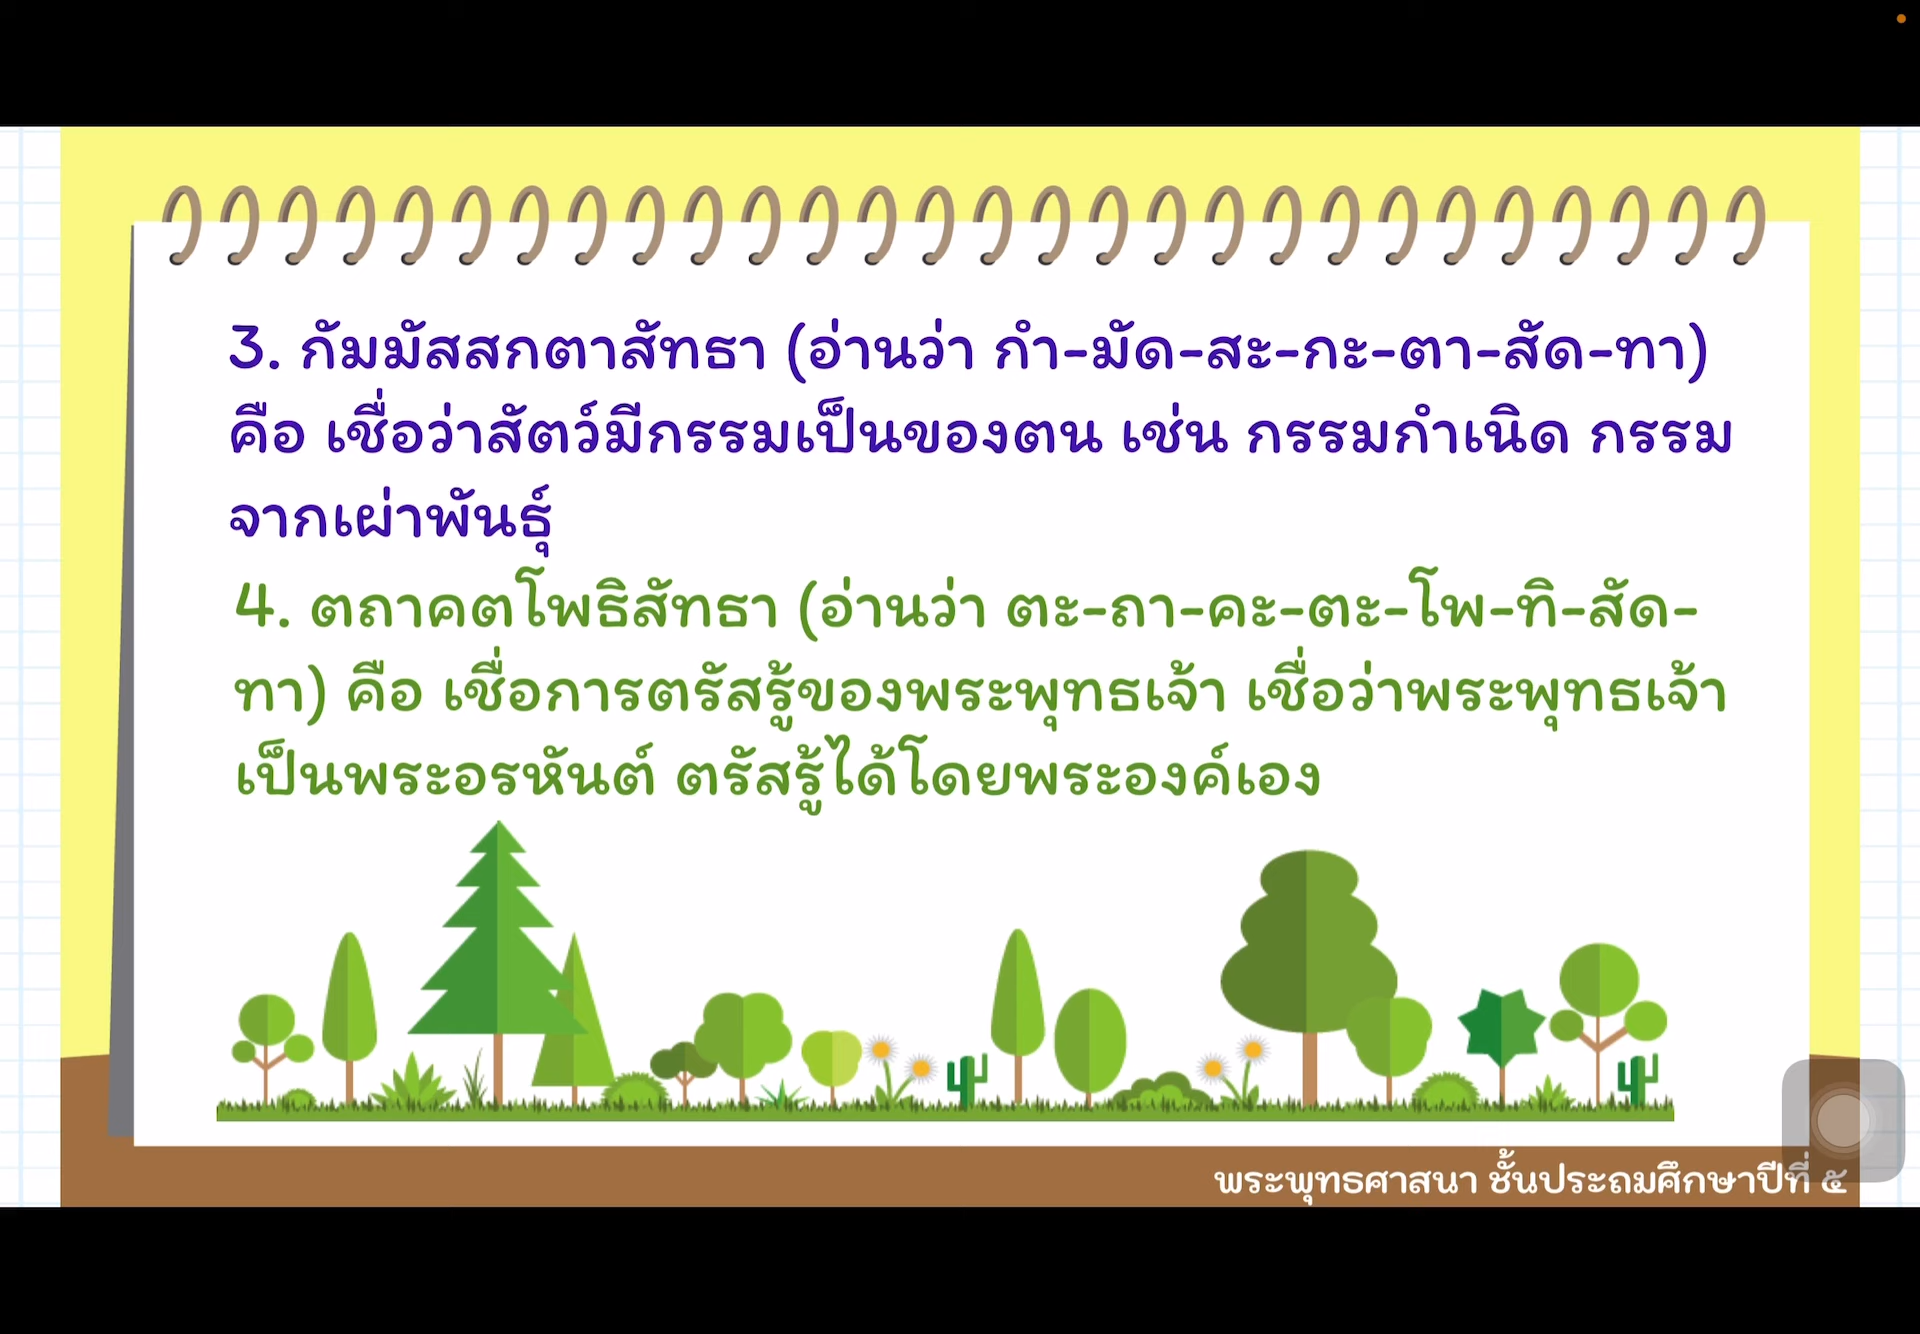 3. กัมมัสสกตาสัทธา (อ่านว่า กำ-มัด-สะ-กะ-ตา-สัด-ทา)
คือ เชื่อว่าสัตว์มีกรรมเป็นของตน เช่น กรรมกำเนิด กรรม
จากเผ่าพันธุ์
4. ตถาคตโพธิสัทธา (อ่านว่า ตะ-ถา-คะ-ตะ-โพ-ทิ-สัด-
ทา) คือ เชื่อการตรัสรู้ของพระพุทธเจ้า เชื่อว่าพระพุทธเจ้า
เป็นพระอรหันต์ ตรัสรู้ได้โดยพระองค์เอง
พระพุทธศาสนา ชั้นประถมศึกษาปีที่ ๕